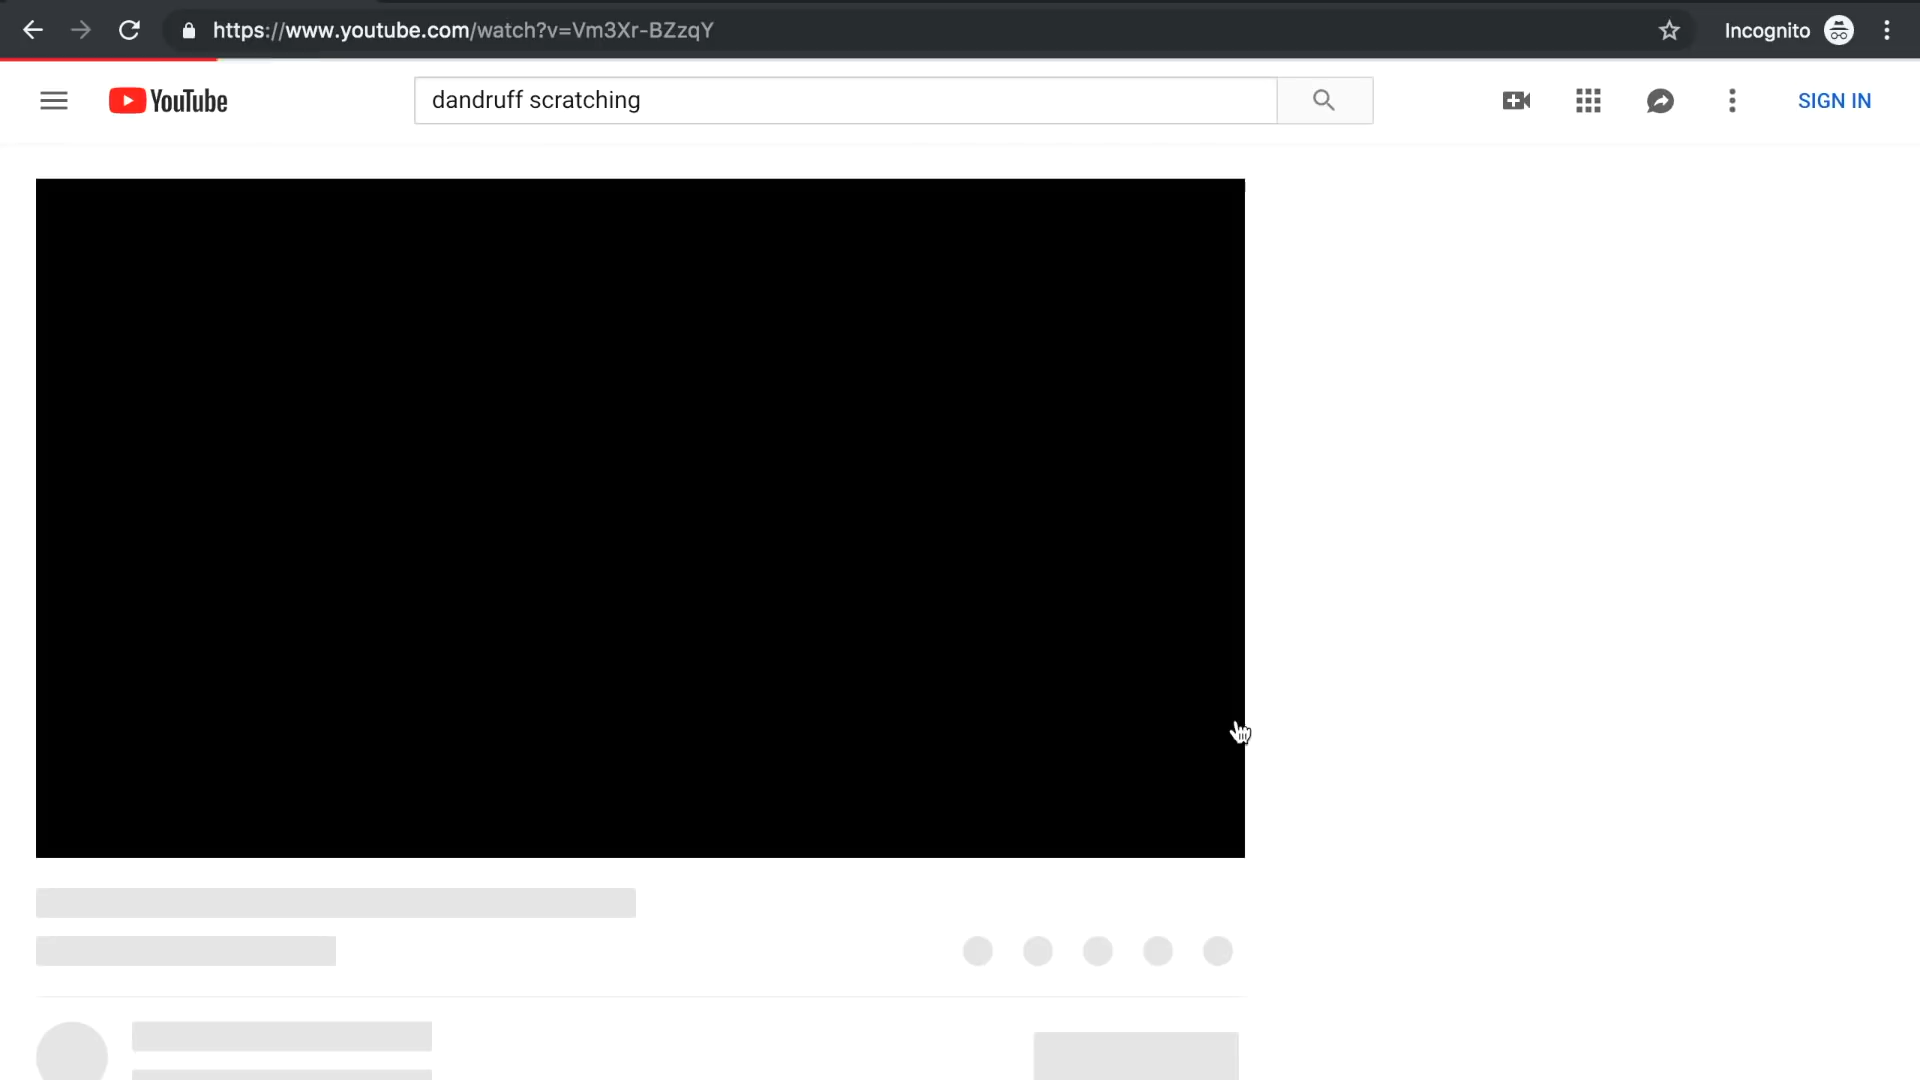 https://www.youtube.com/watch?v=Vm3Xr-BZzqY
Incognito
YouTube
dandruff scratching
SIGN IN